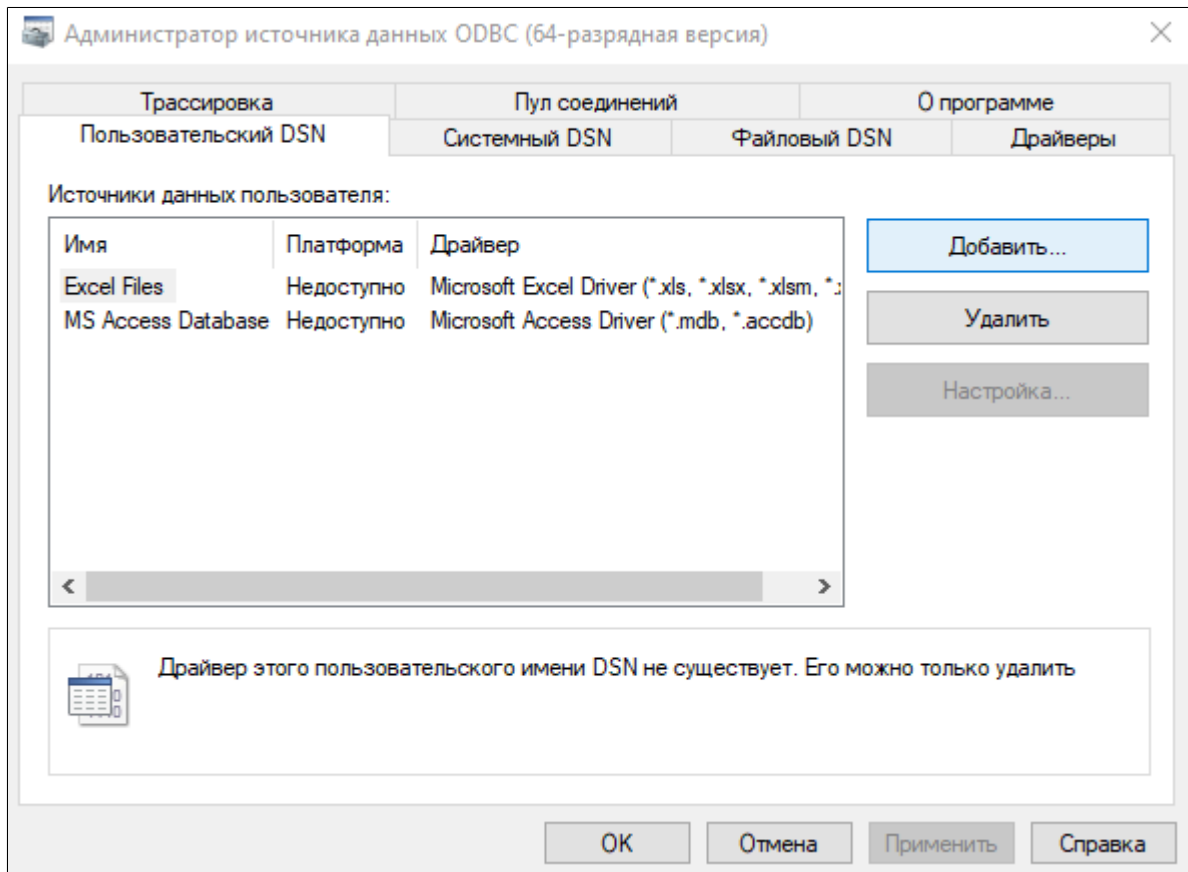 Администратор источника данных ODBC (64-разрядная версия)
Трассировка
Пул соединений
О программе
Пользовательский DSN
Системный DSN
Файловый DSN
Драйверы
Источники данных пользователя:
Имя Платформа Драйвер
Excel Files Недоступно Microsoft Excel Driver (*.xls, *.xlsx, *.xlsm, *.
MS Access Database Недоступно Microsoft Access Driver (*.mdb, *.accdb)
Добавить...
Удалить
Настройка...
Драйвер этого пользовательского имени DSN не существует. Его можно только удалить
OK
Отмена
Применить
Справка